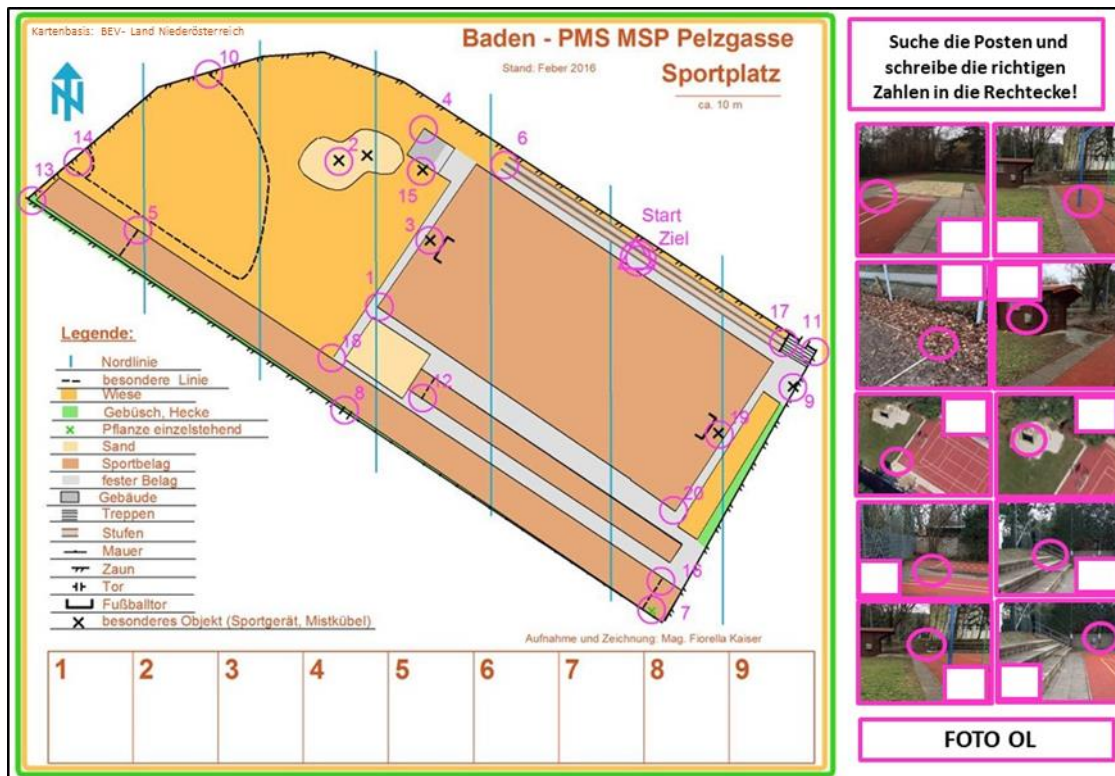 Kartenbasis: BEV- Land Niederösterreich
Baden - PMS MSP Pelzgasse
Stand: Feber 2016
Sportplatz
ca. 10 m
10
4
6
14
2
13
15
5
3
Start
Ziel
1
17
11
18
12
8
9
19
20
16
7
Legende:
Nordlinie
besondere Linie
Wiese
Gebüsch, Hecke
Pflanze einzelstehend
Sand
Sportbelag
fester Belag
Gebäude
Treppen
Stufen
Mauer
Zaun
Tor
Fußballtor
besonderes Objekt (Sportgerät, Mistkübel)
Aufnahme und Zeichnung: Mag. Fiorella Kaiser
1 2 3 4 5 6 7 8 9
Suche die Posten und
schreibe die richtigen
Zahlen in die Rechtecke!
FOTO OL